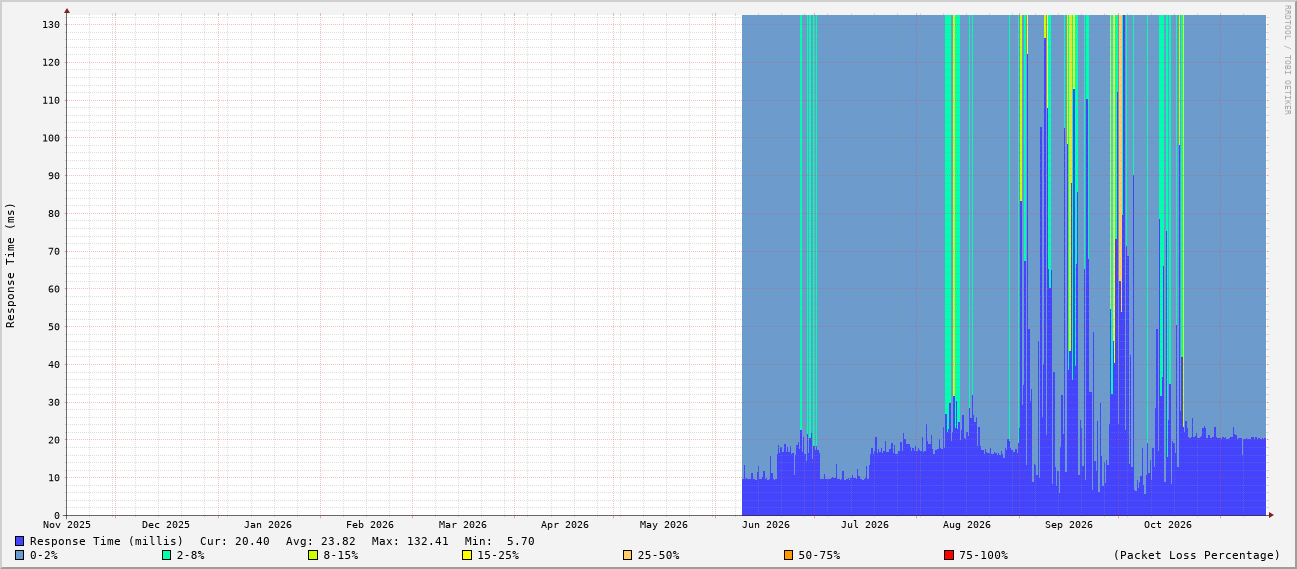 RRDTOOL / TOBI OETIKER
Response Time (ms)
130
120
110
100
90
80
70
60
50
40
30
20
10
0
Nov 2025 Dec 2025 Jan 2026 Feb 2026 Mar 2026 Apr 2026 May 2026 Jun 2026 Jul 2026 Aug 2026 Sep 2026 Oct 2026
Response Time (millis) Cur: 20.40 Avg: 23.82 Max: 132.41 Min: 5.70
0-2% 2-8% 8-15% 15-25% 25-50% 50-75% 75-100% (Packet Loss Percentage)